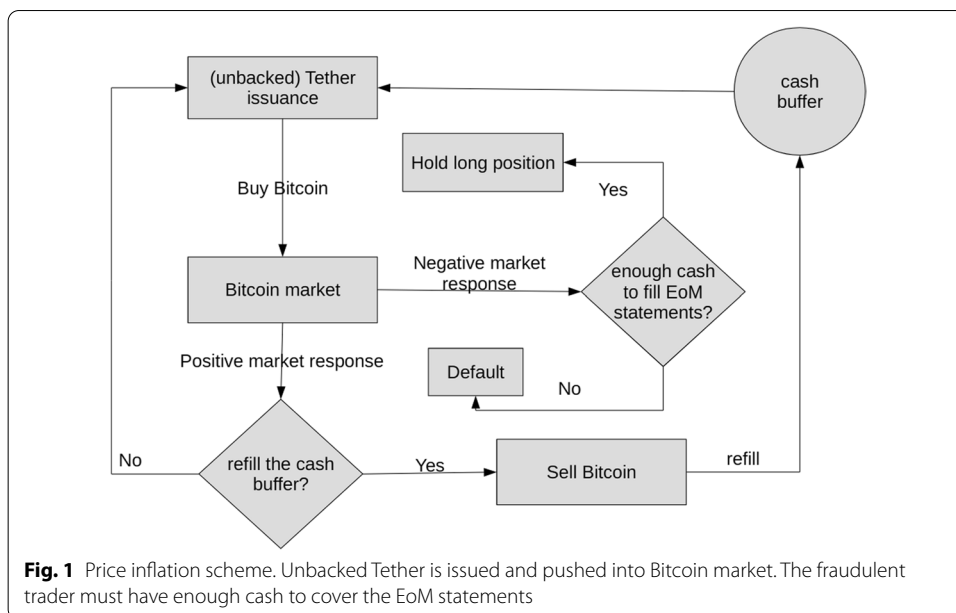 (unbacked) Tether
issuance
cash
buffer
Hold long position
Yes
Buy Bitcoin
Negative market
response
enough cash
to fill EoM
statements?
Bitcoin market
Positive market response
Default
No
No
refill the cash
buffer?
Yes
Sell Bitcoin
refill
Fig. 1 Price inflation scheme. Unbacked Tether is issued and pushed into Bitcoin market. The fraudulent
trader must have enough cash to cover the EoM statements